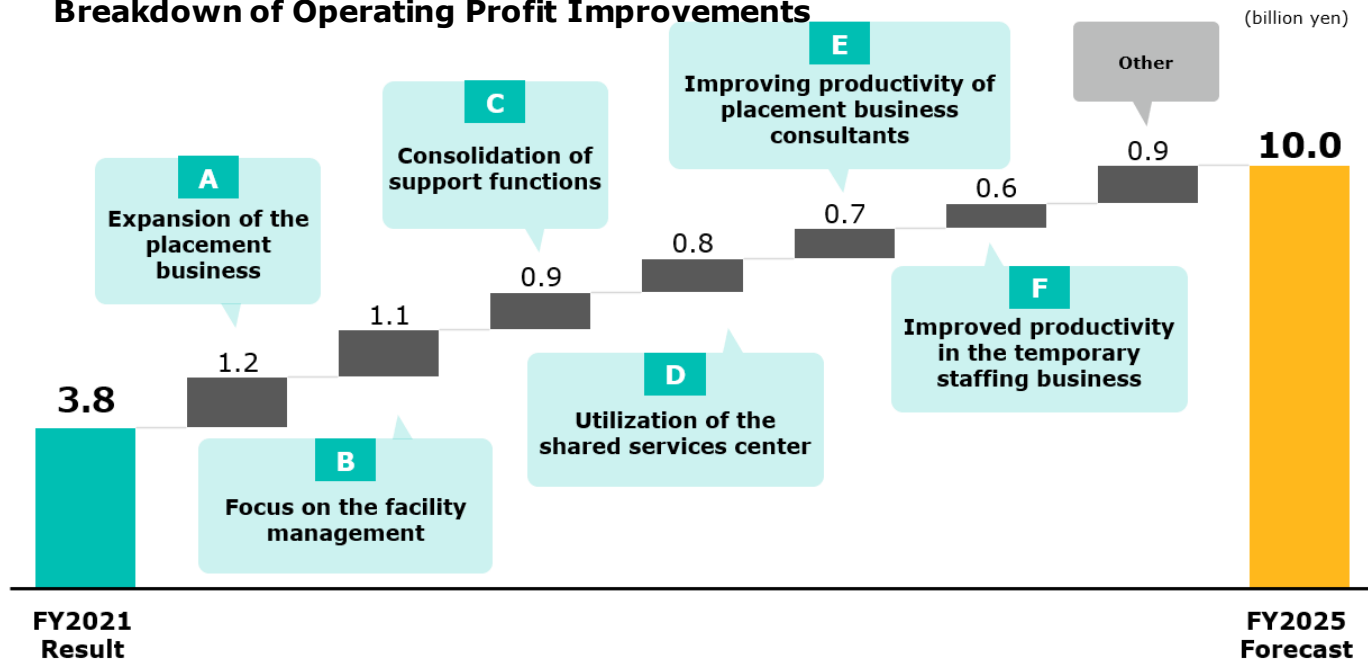 Breakdown of Operating Profit Improvements
(billion yen)
3.8
A
Expansion of the
placement
business
1.2
B
Focus on the facility
management
1.1
C
Consolidation of
support functions
0.9
D
Utilization of the
shared services center
0.8
E
Improving productivity of
placement business
consultants
0.7
F
Improved productivity
in the temporary
staffing business
0.6
Other
0.9
10.0
FY2021
Result
FY2025
Forecast